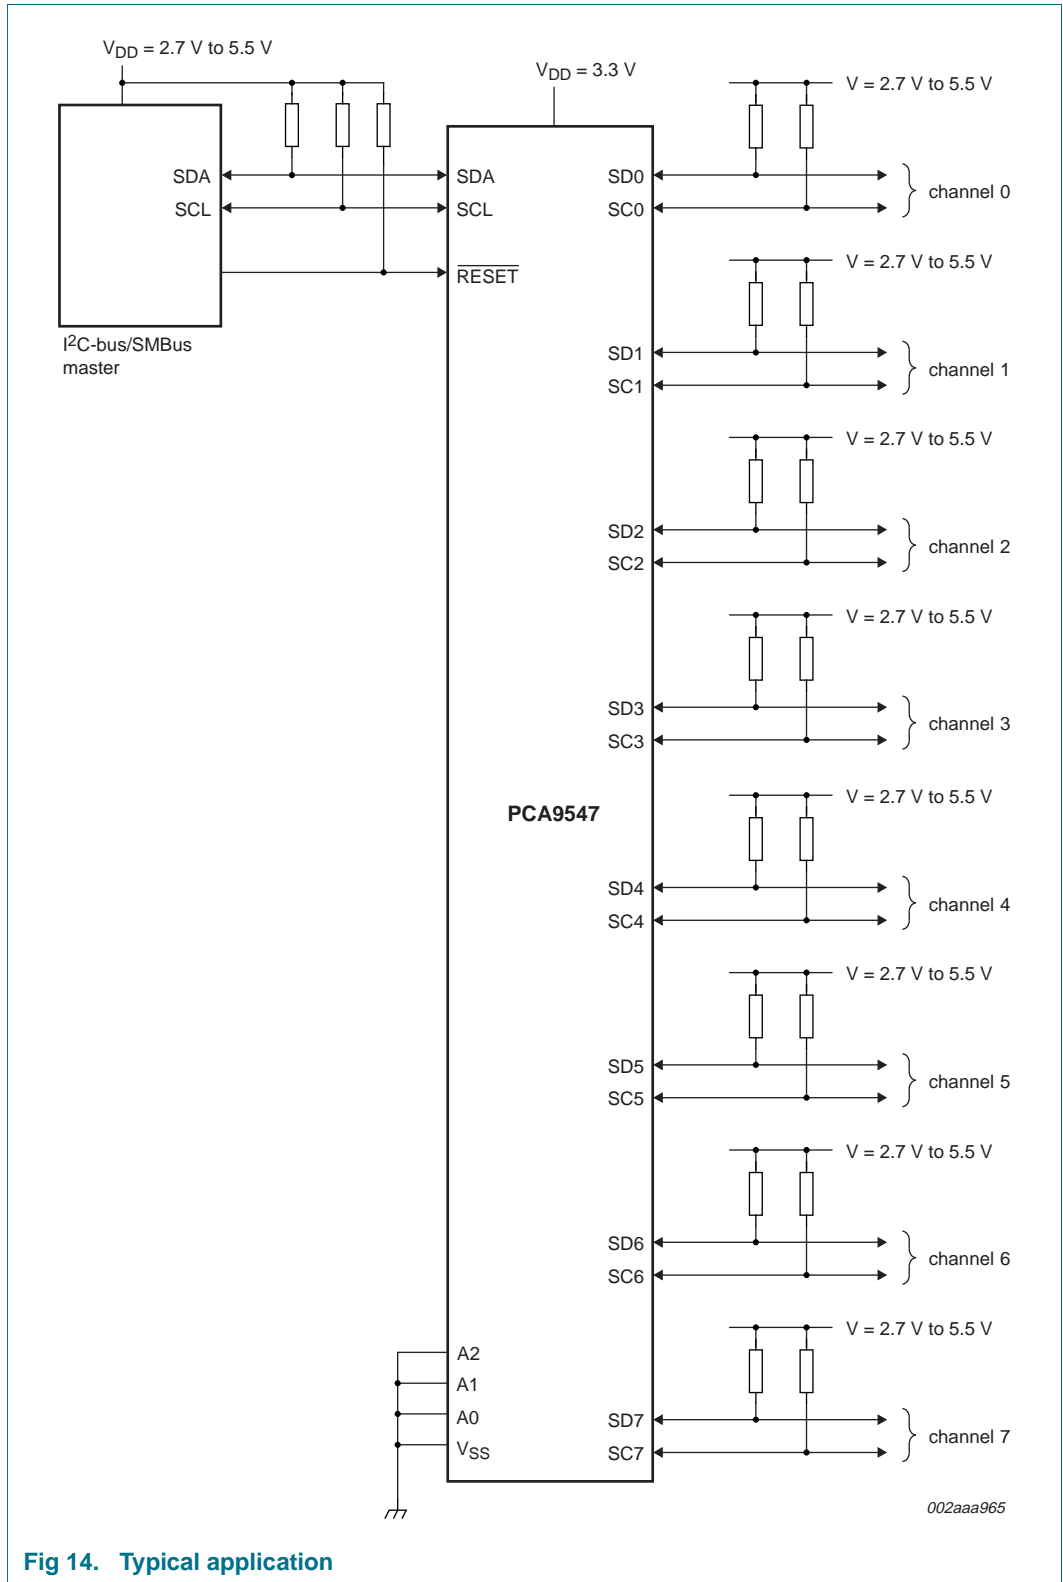 VDD = 2.7 V to 5.5 V
VDD = 3.3 V
V = 2.7 V to 5.5 V
SDA
SCL
SDA
SCL
RESET
SD0
SC0
channel 0
I2C-bus/SMBus
master
V = 2.7 V to 5.5 V
SD1
SC1
channel 1
V = 2.7 V to 5.5 V
SD2
SC2
channel 2
V = 2.7 V to 5.5 V
SD3
SC3
channel 3
PCA9547
V = 2.7 V to 5.5 V
SD4
SC4
channel 4
V = 2.7 V to 5.5 V
SD5
SC5
channel 5
V = 2.7 V to 5.5 V
SD6
SC6
channel 6
V = 2.7 V to 5.5 V
A2
A1
A0
VSS
SD7
SC7
channel 7
002aaa965
Fig 14. Typical application